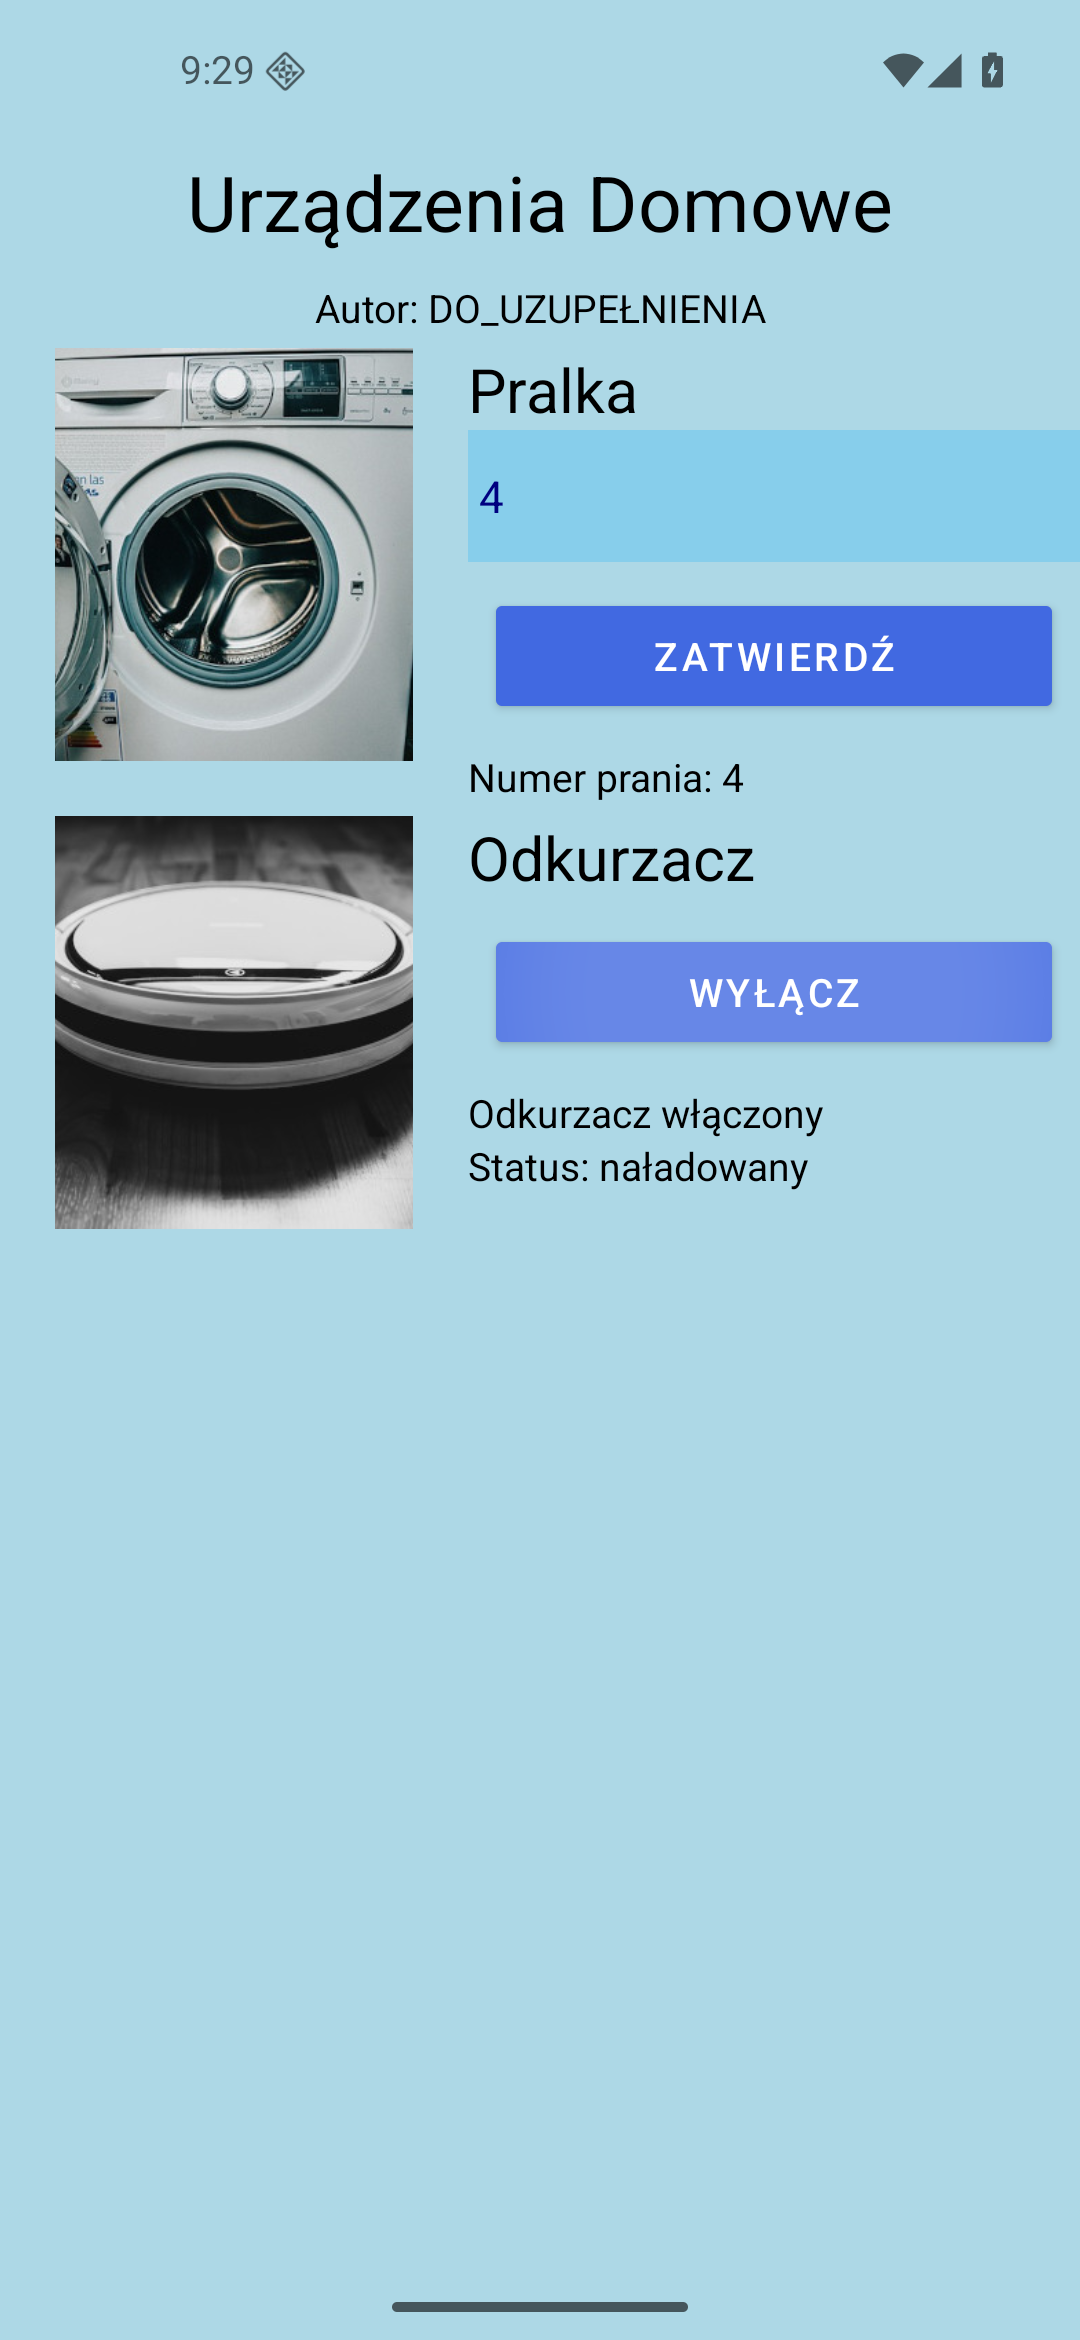 9:29
Urządzenia Domowe
Autor: DO_UZUPEŁNIENIA
Pralka
4
ZATWIERDŹ
Numer prania: 4
Odkurzacz
WYŁĄCZ
Odkurzacz włączony
Status: naładowany